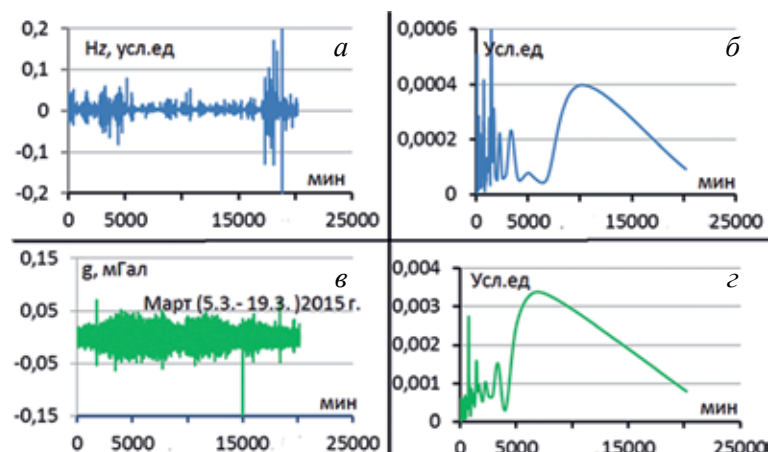 Hz, усл.ед
а
0,2
0,1
0
-0,1
-0,2
мин
0 5000 15000 25000
Усл.ед
б
0,0006
0,0004
0,0002
0
мин
0 5000 15000 25000
g, мГал
в
0,15
0,05
-0,05
-0,15
Март (5.3.- 19.3. )2015 г.
мин
0 5000 15000 25000
Усл.ед
г
0,004
0,003
0,002
0,001
0
мин
0 5000 15000 25000